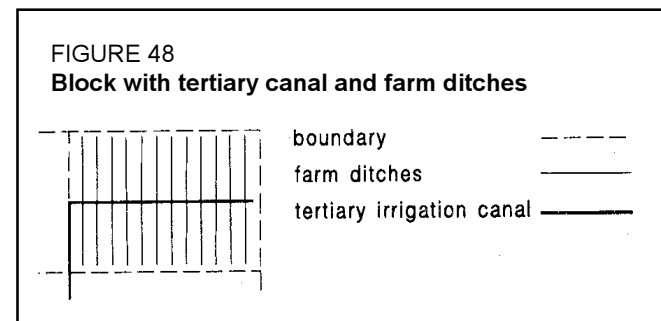 FIGURE 48
Block with tertiary canal and farm ditches
boundary
farm ditches
tertiary irrigation canal